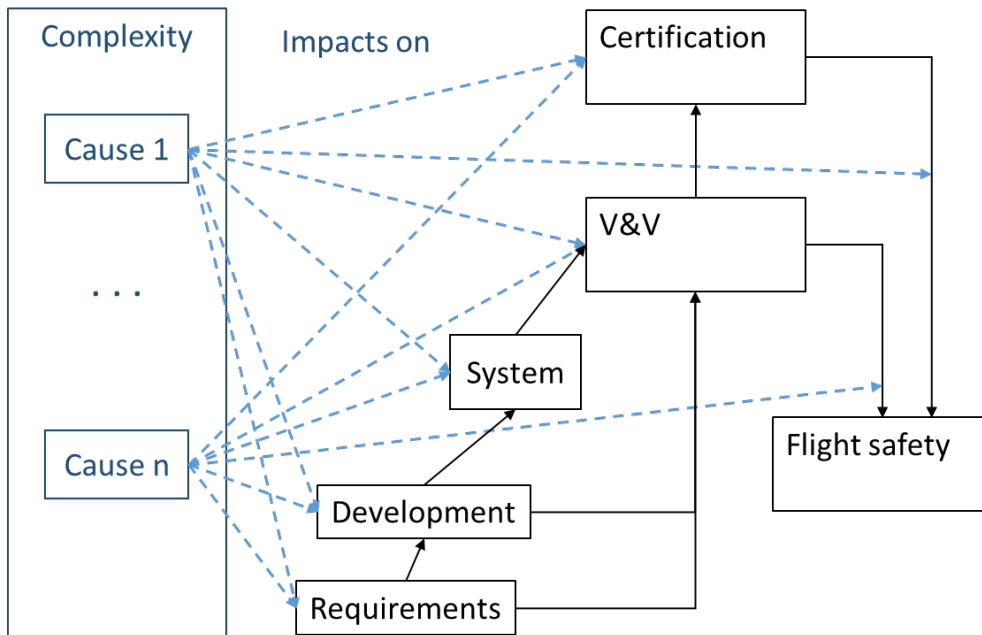 Complexity
Impacts on
Certification
Cause 1
V&V
. . .
System
Cause n
Flight safety
Development
Requirements